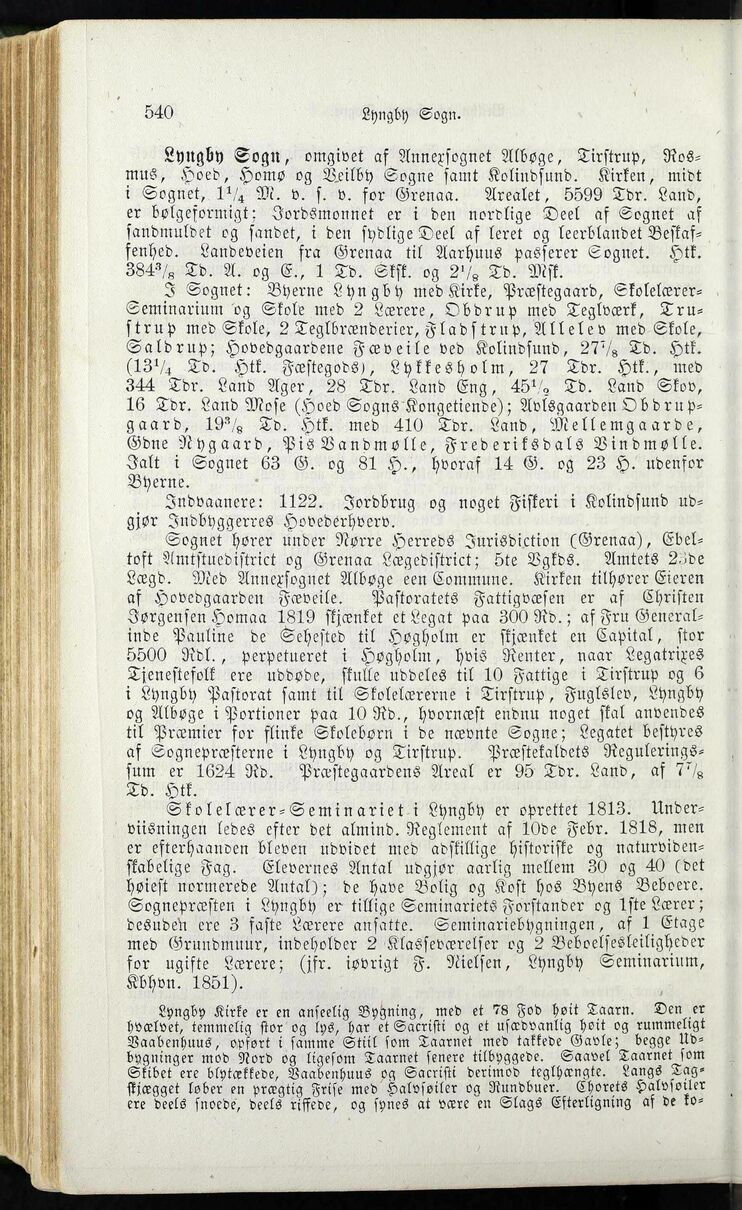 540
Lyngby Sogn.
Lyngby Sogn, omgivet af Annexsognet Albøge, Tirstrup, Ros-
mus, Hoed, Homø og Veilby Sogne samt Kolindsund. Kirken, midt
i Sognet, 1¹/₄ M. v. s. v. for Grenaa. Arealet, 5599 Tdr. Land,
er bølgeformigt; Jordsmonnet er i den nordlige Deel af Sognet af
sandmuldet og sandet, i den sydlige Deel af leret og leerblandet Beskaf-
fenhed. Landeveien fra Grenaa til Aarhuus passerer Sognet. Htk.
384³/₈ Td. A. og E., 1 Td. Skfk. og 2¹/₈ Td. Mfk.
I Sognet: Byerne Lyngby med Kirke, Præstegaard, Skolelærer-
Seminarium og Skole med 2 Lærere, Obdrup med Teglværk, Tru-
strup med Skole, 2 Teglbrænderier, Fladstrup, Allelev med Skole,
Saldrup; Hovedgaardene Fæveile ved Kolindsund, 27¹/₈ Td. Htk.
(13¹/₄ Td. Htk. Fæstegods), Lykkesholm, 27 Tdr. Htk., med
344 Tdr. Land Ager, 28 Tdr. Land Eng, 45¹/₂ Td. Land Skov,
16 Tdr. Land Mose (Hoed Sogns Kongetiende); Avlsgaarden Obdrup-
gaard, 19³/₈ Td. Htk. med 410 Tdr. Land, Mellemgaarde,
Gdne Nygaard, Pis Vandmølle, Frederiksdals Vindmølle.
Ialt i Sognet 63 G. og 81 H., hvoraf 14 G. og 23 H. udenfor
Byerne.
Indvaanere: 1122. Jordbrug og noget Fiskeri i Kolindsund ud-
gjør Indbyggerres Hovederhverv.
Sognet hører under Nørre Herreds Jurisdiction (Grenaa), Ebel-
toft Amtstuedistrict og Grenaa Lægedistrict; 5te Vgkds. Amtets 23de
Lægd. Med Annexsognet Albøge een Commune. Kirken tilhører Eieren
af Hovedgaarden Fæveile. Pastoratets Fattigvæsen er af Christen
Jørgensen Homaa 1819 skjænket et Legat paa 300 Rd.; af Fru General-
inde Pauline de Sehested til Høgholm er skjænket en Capital, stor
5500 Rdl., perpetueret i Høgholm, hvis Renter, naar Legatrixes
Tjenestefolk ere uddøde, skulle uddeles til 10 Fattige i Tirstrup og 6
i Lyngby Pastorat samt til Skolelærerne i Tirstrup, Fuglslev, Lyngby
og Albøge i Portioner paa 10 Rd., hvornæst endnu noget skal anvendes
til Præmier for flinke Skolebørn i de nævnte Sogne; Legatet bestyres
af Sognepræsterne i Lyngby og Tirstrup. Præstekaldets Regulerings-
sum er 1624 Rd. Præstegaardens Areal er 95 Tdr. Land, af 7⁷/₈
Td. Htk.
Skolelærer-Seminariet i Lyngby er oprettet 1813. Under-
viisningen ledes efter det almind. Reglement af 10de Febr. 1818, men
er efterhaanden bleven udvidet med adskillige historiske og naturviden-
skabelige Fag. Elevernes Antal udgjør aarlig mellem 30 og 40 (det
høiest normerede Antal); de have Bolig og Kost hos Byens Beboere.
Sognepræsten i Lyngby er tillige Seminariets Forstander og 1ste Lærer;
desuden ere 3 faste Lærere ansatte. Seminariebygningen, af 1 Etage
med Grundmuur, indeholder 2 Klasseværelser og 2 Beboelsesleiligheder
for ugifte Lærere; (jfr. iøvrigt F. Nielsen, Lyngby Seminarium,
Kbhvn. 1851).
Lyngby Kirke er en anseelig Bygning, med et 78 Fod høit Taarn. Den er
hvælvet, temmelig stor og lys, har et Sacristi og et usædvanlig høit og rummeligt
Vaabenhuus, opført i samme Stiil som Taarnet med takkede Gavle; begge Ud-
bygninger mod Nord og ligesom Taarnet senere tilbyggede. Saavel Taarnet som
Skibet ere blytækkede, Vaabenhuus og Sacristi derimod teglhængte. Langs Tag-
skjægget løber en prægtig Frise med Halvsøiler og Rundbuer. Chorets Halvsøiler
ere deels snoede, deels riflede, og synes at være en Slags Efterligning af de ko-